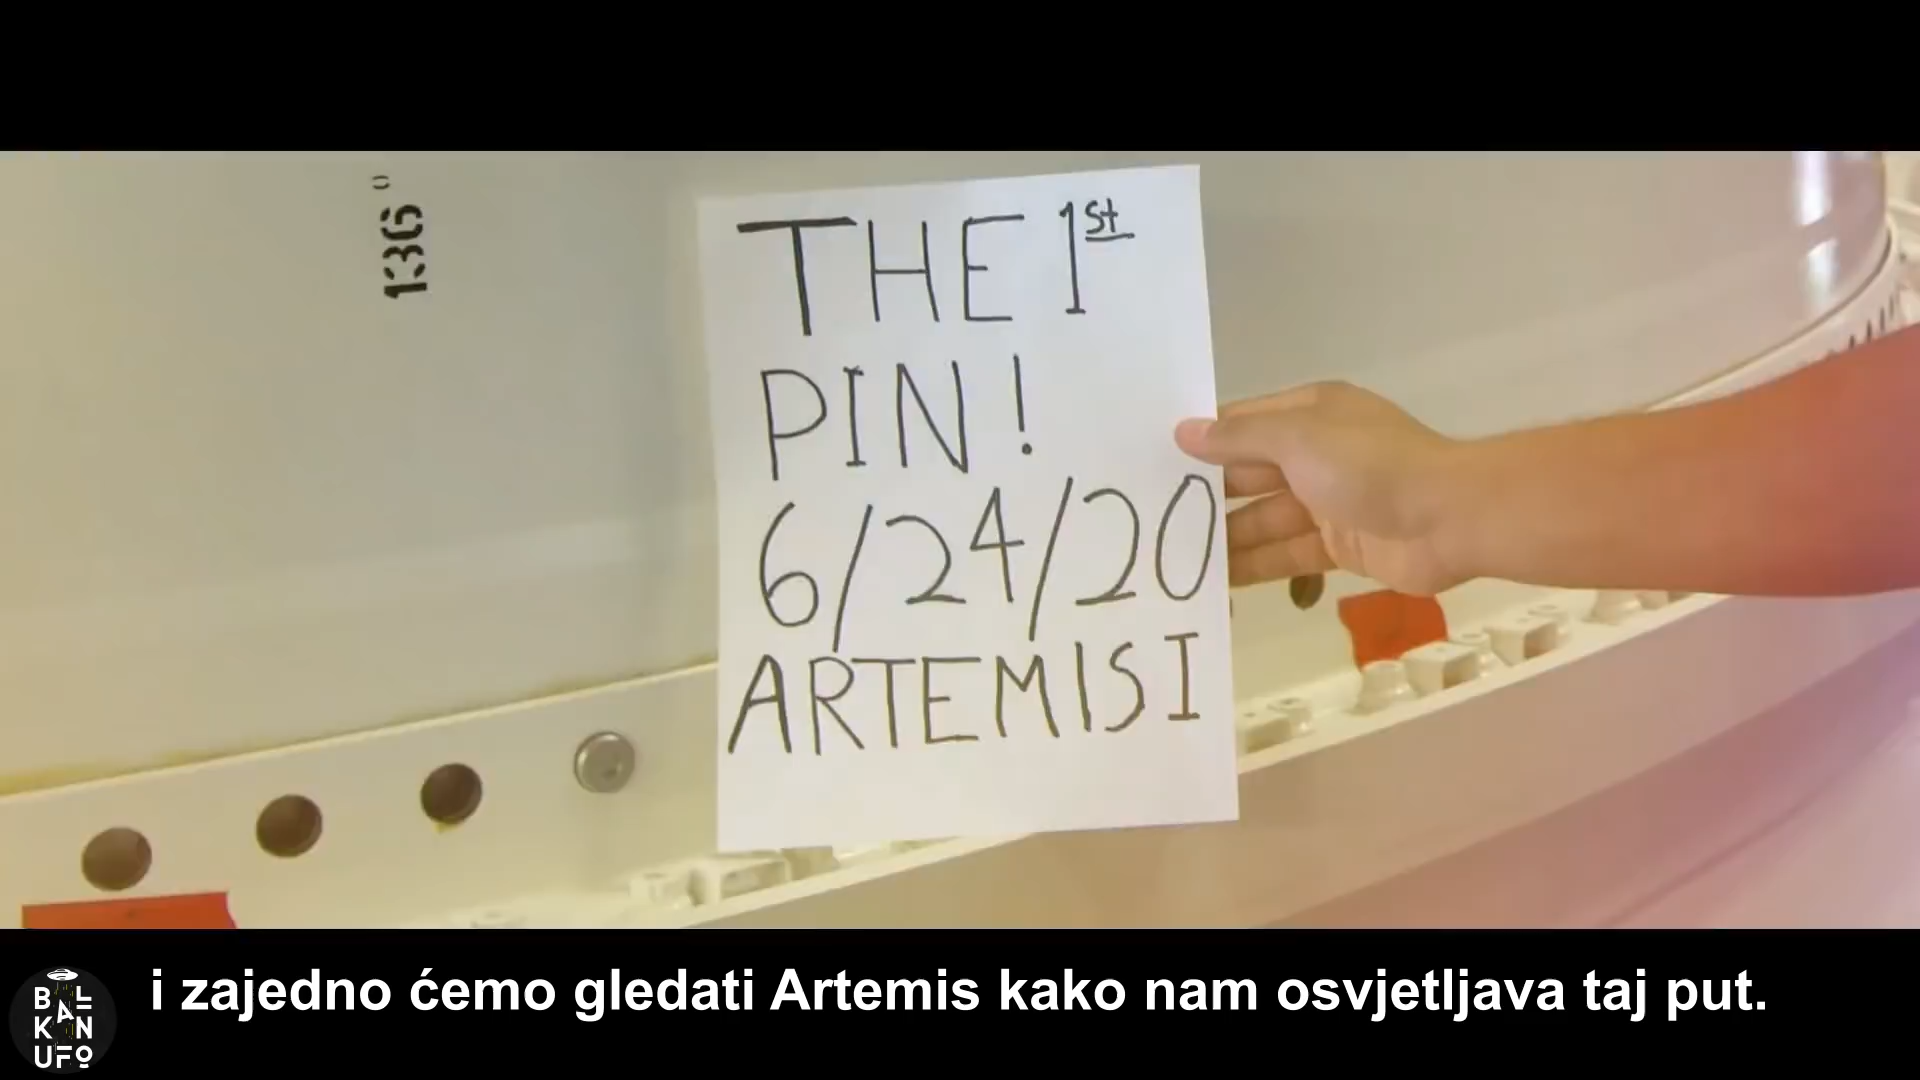 136°
THE 1st
PIN!
6/24/20
ARTEMIS I
i zajedno ćemo gledati Artemis kako nam osvjetljava taj put.
BAL
KAN
UFO